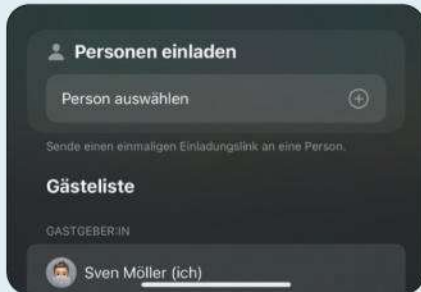 Personen einladen
Person auswählen
Sende einen einmaligen Einladungslink an eine Person.
Gästeliste
GASTGEBER:IN
Sven Möller (ich)